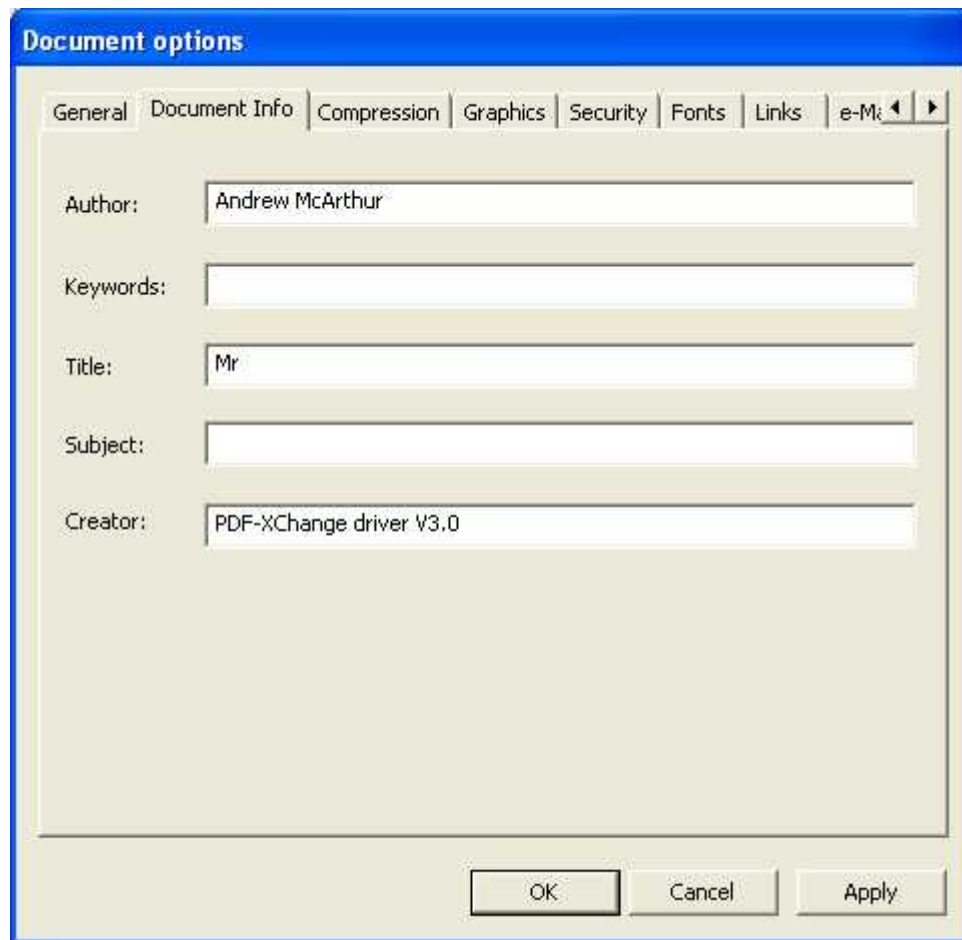 Document options
General Document Info Compression Graphics Security Fonts Links e-Ma
Author: Andrew McArthur
Keywords:
Title: Mr
Subject:
Creator: PDF-XChange driver V3.0
OK Cancel Apply